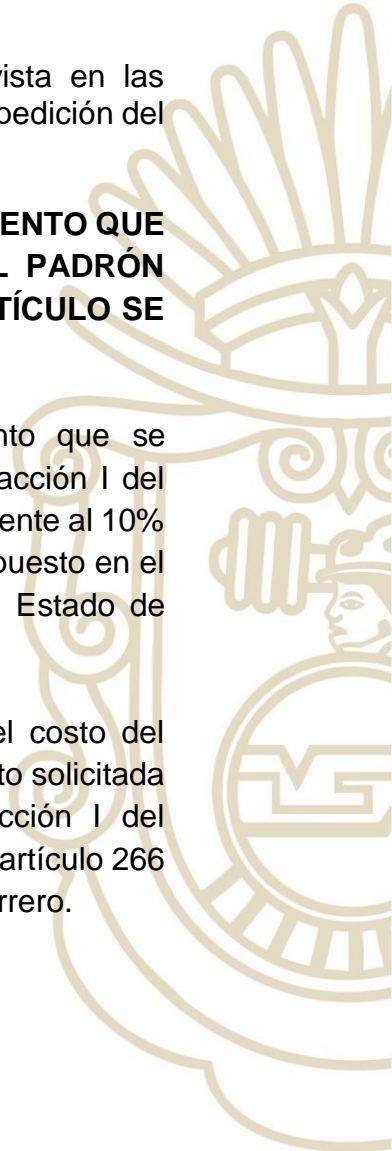 vista en las
pedición del
ENTO QUE
PADRÓN
TÍCULO SE
nto que se
acción I del
ente al 10%
puesto en el
Estado de
el costo del
to solicitada
cción I del
artículo 266
rrero.